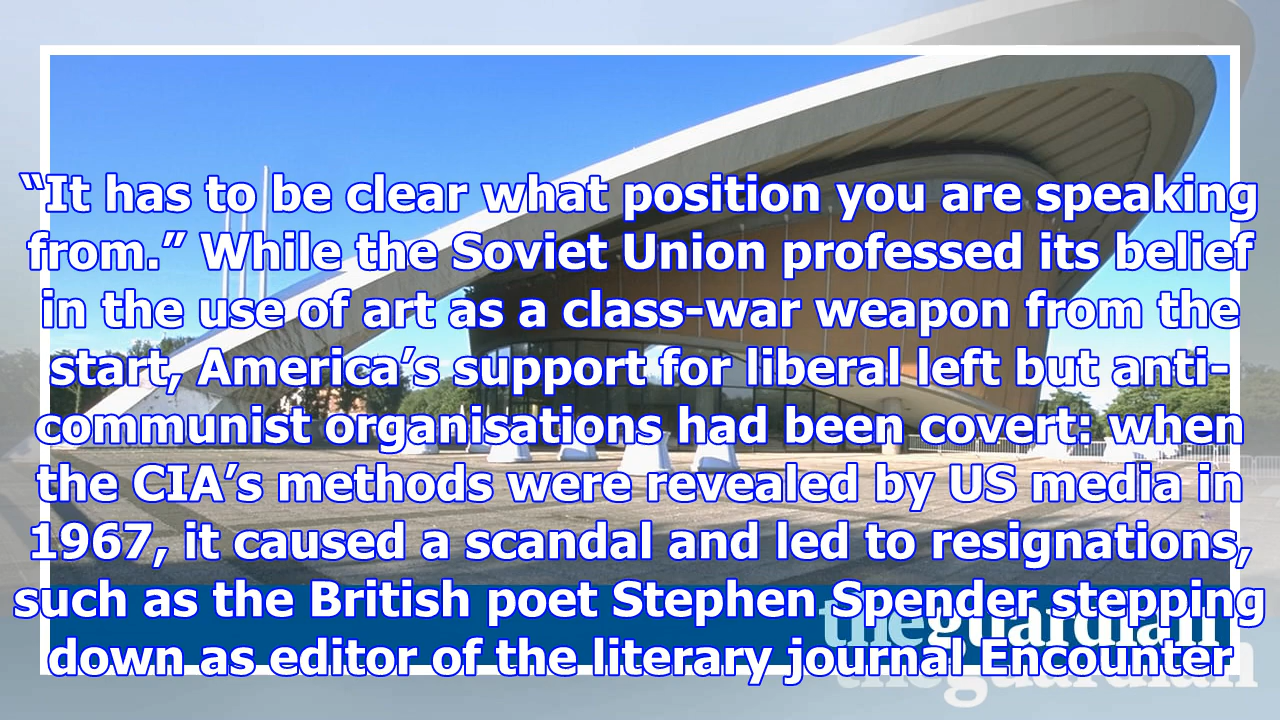 “It has to be clear what position you are speaking
from.” While the Soviet Union professed its belief
in the use of art as a class-war weapon from the
start, America’s support for liberal left but anti-
communist organisations had been covert: when
the CIA’s methods were revealed by US media in
1967, it caused a scandal and led to resignations,
such as the British poet Stephen Spender stepping
down as editor of the literary journal Encounter
theguardian
theguardian